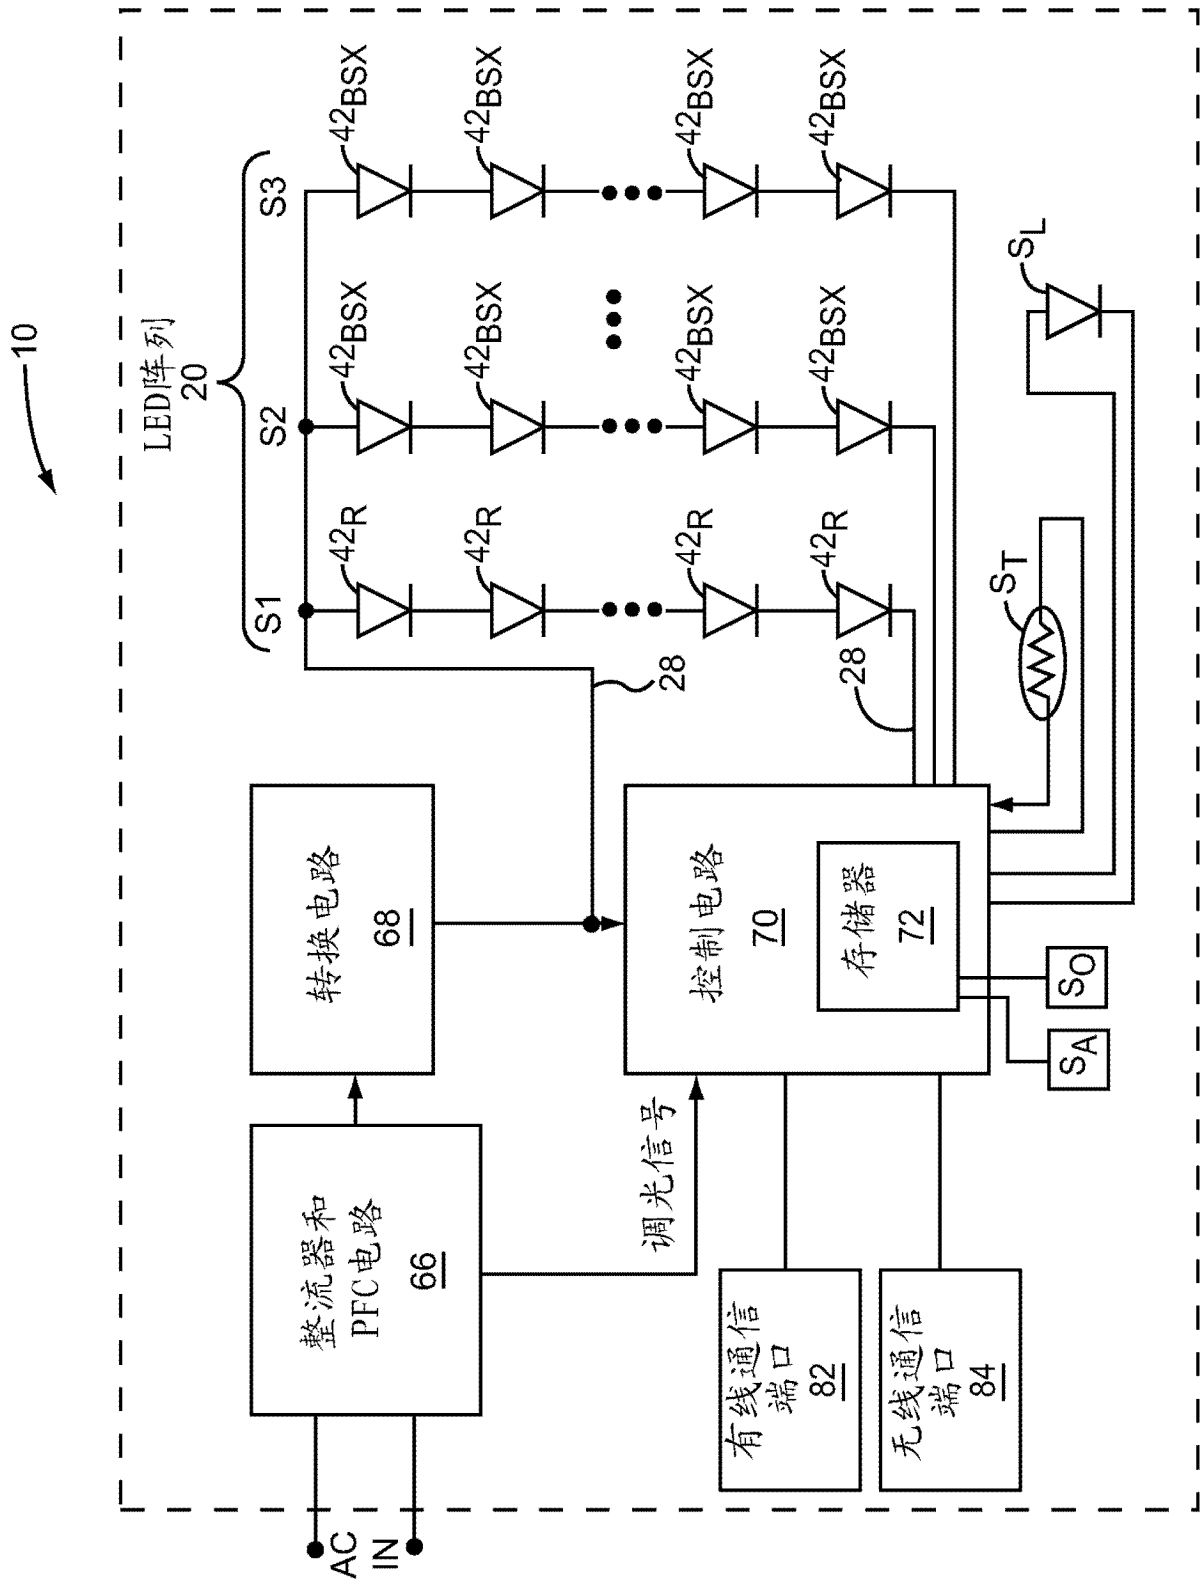 10
LED阵列
20
S1
S2
S3
42R
42R
42R
42R
42BSX
42BSX
42BSX
42BSX
42BSX
42BSX
42BSX
42BSX
28
28
AC
IN
整流器和
PFC电路
66
转换电路
68
调光信号
控制电路
70
存储器
72
有线通信
端口
82
无线通信
端口
84
SA
SO
ST
SL